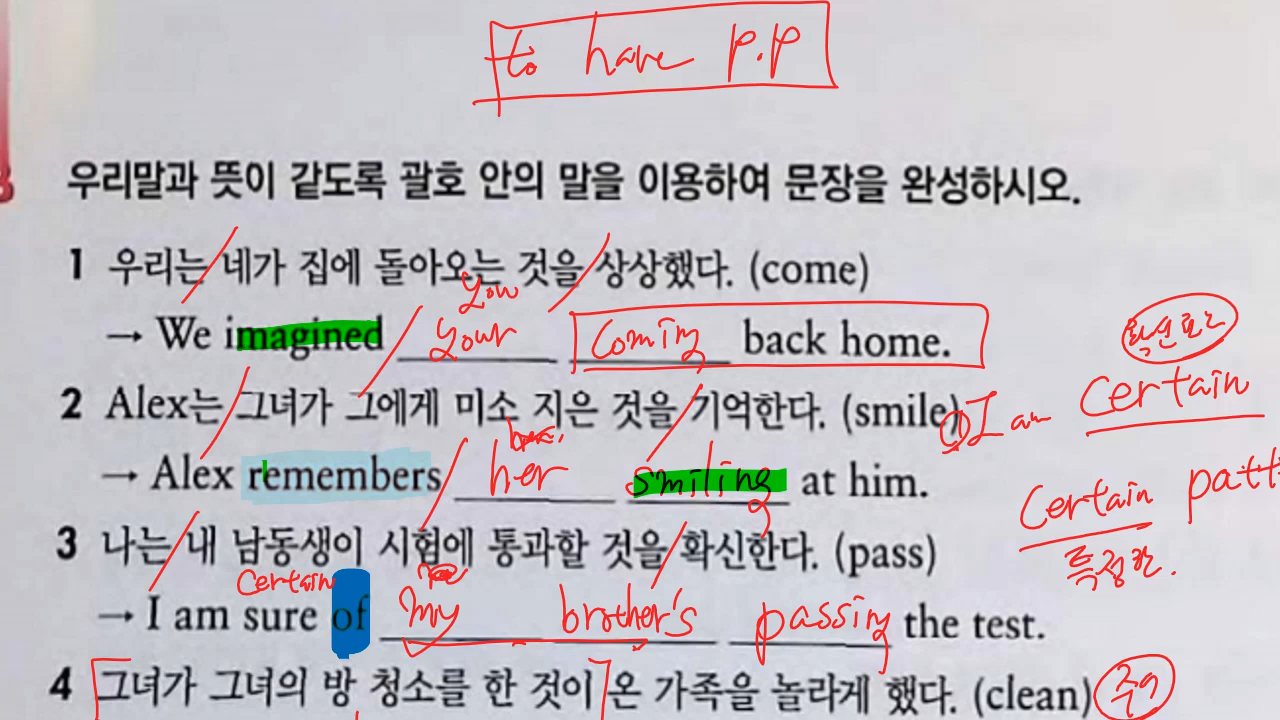 to have p.p
우리말과 뜻이 같도록 괄호 안의 말을 이용하여 문장을 완성하시오.
1 우리는 네가 집에 돌아오는 것을 상상했다. (come)
you
→ We imagined your coming back home.
2 Alex는 그녀가 그에게 미소 지은 것을 기억한다. (smile)
I am certain
→ Alex remembers her smiling at him.
certain
특정한.
3 나는 내 남동생이 시험에 통과할 것을 확신한다. (pass)
certain
→ I am sure of my brother's passing the test.
4 그녀가 그녀의 방 청소를 한 것이 온 가족을 놀라게 했다. (clean)